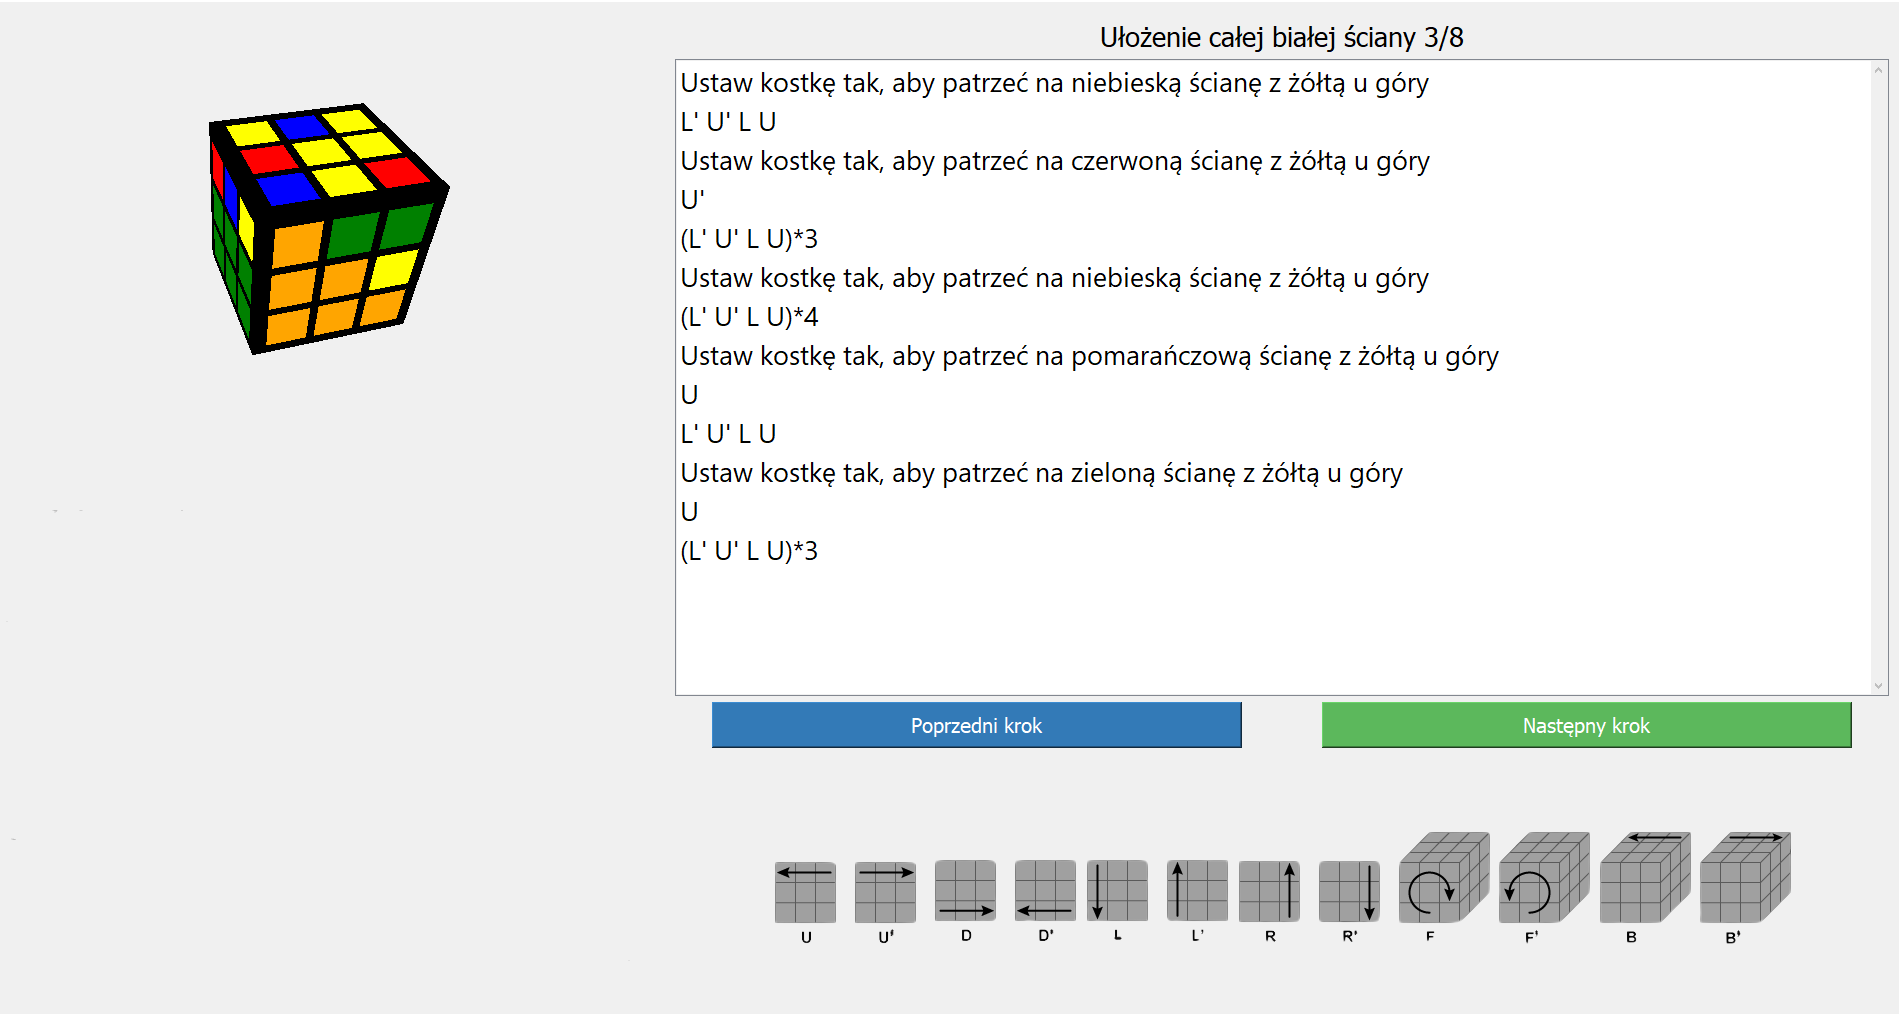 Ułożenie całej białej ściany 3/8
Ustaw kostkę tak, aby patrzeć na niebieską ścianę z żółtą u góry
L' U' L U
Ustaw kostkę tak, aby patrzeć na czerwoną ścianę z żółtą u góry
U'
(L' U' L U)*3
Ustaw kostkę tak, aby patrzeć na niebieską ścianę z żółtą u góry
(L' U' L U)*4
Ustaw kostkę tak, aby patrzeć na pomarańczową ścianę z żółtą u góry
U
L' U' L U
Ustaw kostkę tak, aby patrzeć na zieloną ścianę z żółtą u góry
U
(L' U' L U)*3
Poprzedni krok
Następny krok
U U' D D' L L' R R' F F' B B'